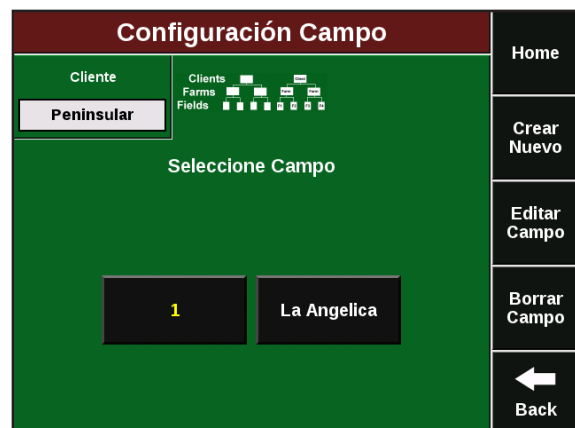 Configuración Campo
Home
Cliente
Peninsular
Clients
Farms
Fields
Seleccione Campo
Crear
Nuevo
Editar
Campo
1
La Angelica
Borrar
Campo
Back